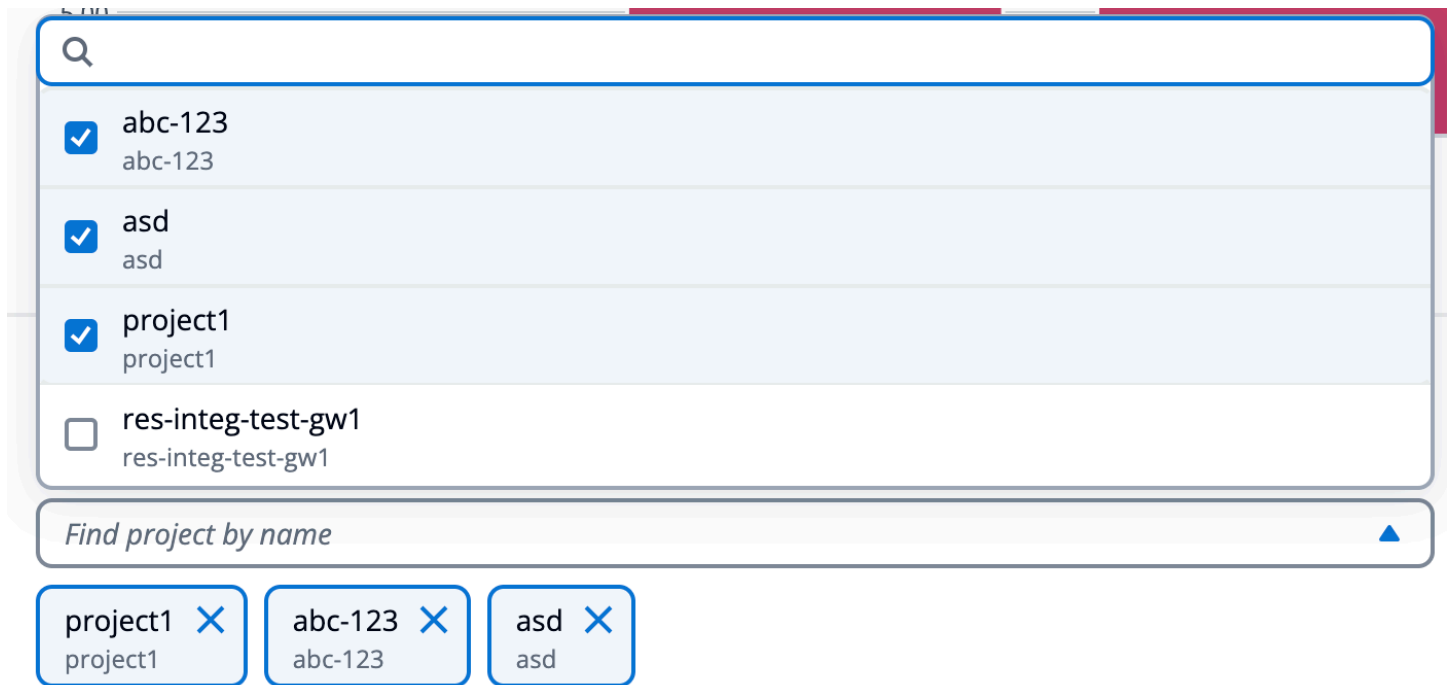 abc-123
abc-123
asd
asd
project1
project1
res-integ-test-gw1
res-integ-test-gw1
Find project by name
project1 abc-123 asd
project1 abc-123 asd